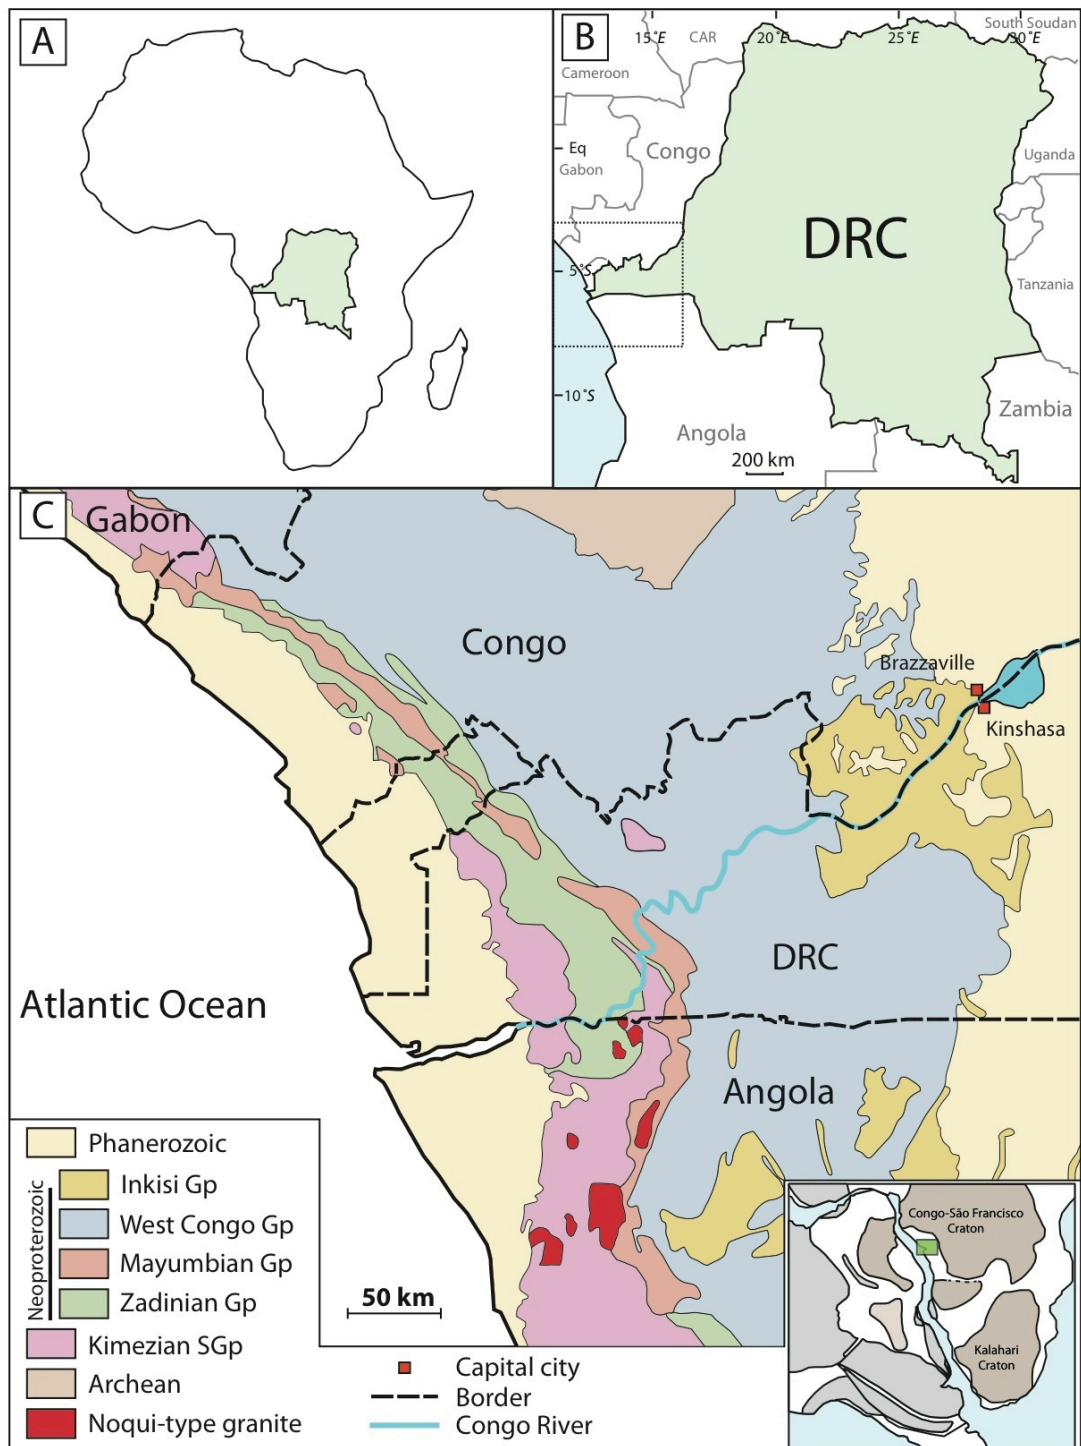 A
B
15°E
CAR
20°E
25°E
South Sudan
30°E
Cameroon
Eq
Gabon
Congo
Uganda
DRC
5°S
Tanzania
10°S
Angola
Zambia
200 km
C
Gabon
Congo
Brazzaville
Kinshasa
DRC
Atlantic Ocean
Angola
Phanerozoic
Neoproterozoic
Inkisi Gp
West Congo Gp
Mayumbian Gp
Zadinian Gp
Kimezian SGp
Archean
Noqui-type granite
50 km
Capital city
Border
Congo River
Congo-São Francisco
Craton
Kalahari
Craton